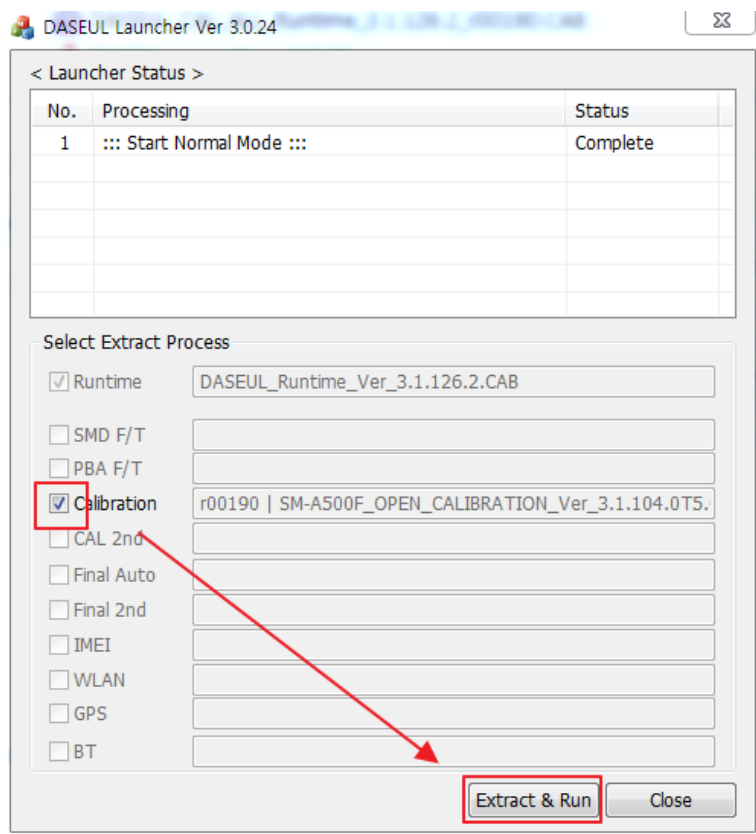 DASEUL Launcher Ver 3.0.24
< Launcher Status >
No. Processing Status
1 ::: Start Normal Mode ::: Complete
Select Extract Process
Runtime DASEUL_Runtime_Ver_3.1.126.2.CAB
SMD F/T
PBA F/T
Calibration r00190 | SM-A500F_OPEN_CALIBRATION_Ver_3.1.104.0T5.
CAL 2nd
Final Auto
Final 2nd
IMEI
WLAN
GPS
BT
Extract & Run Close